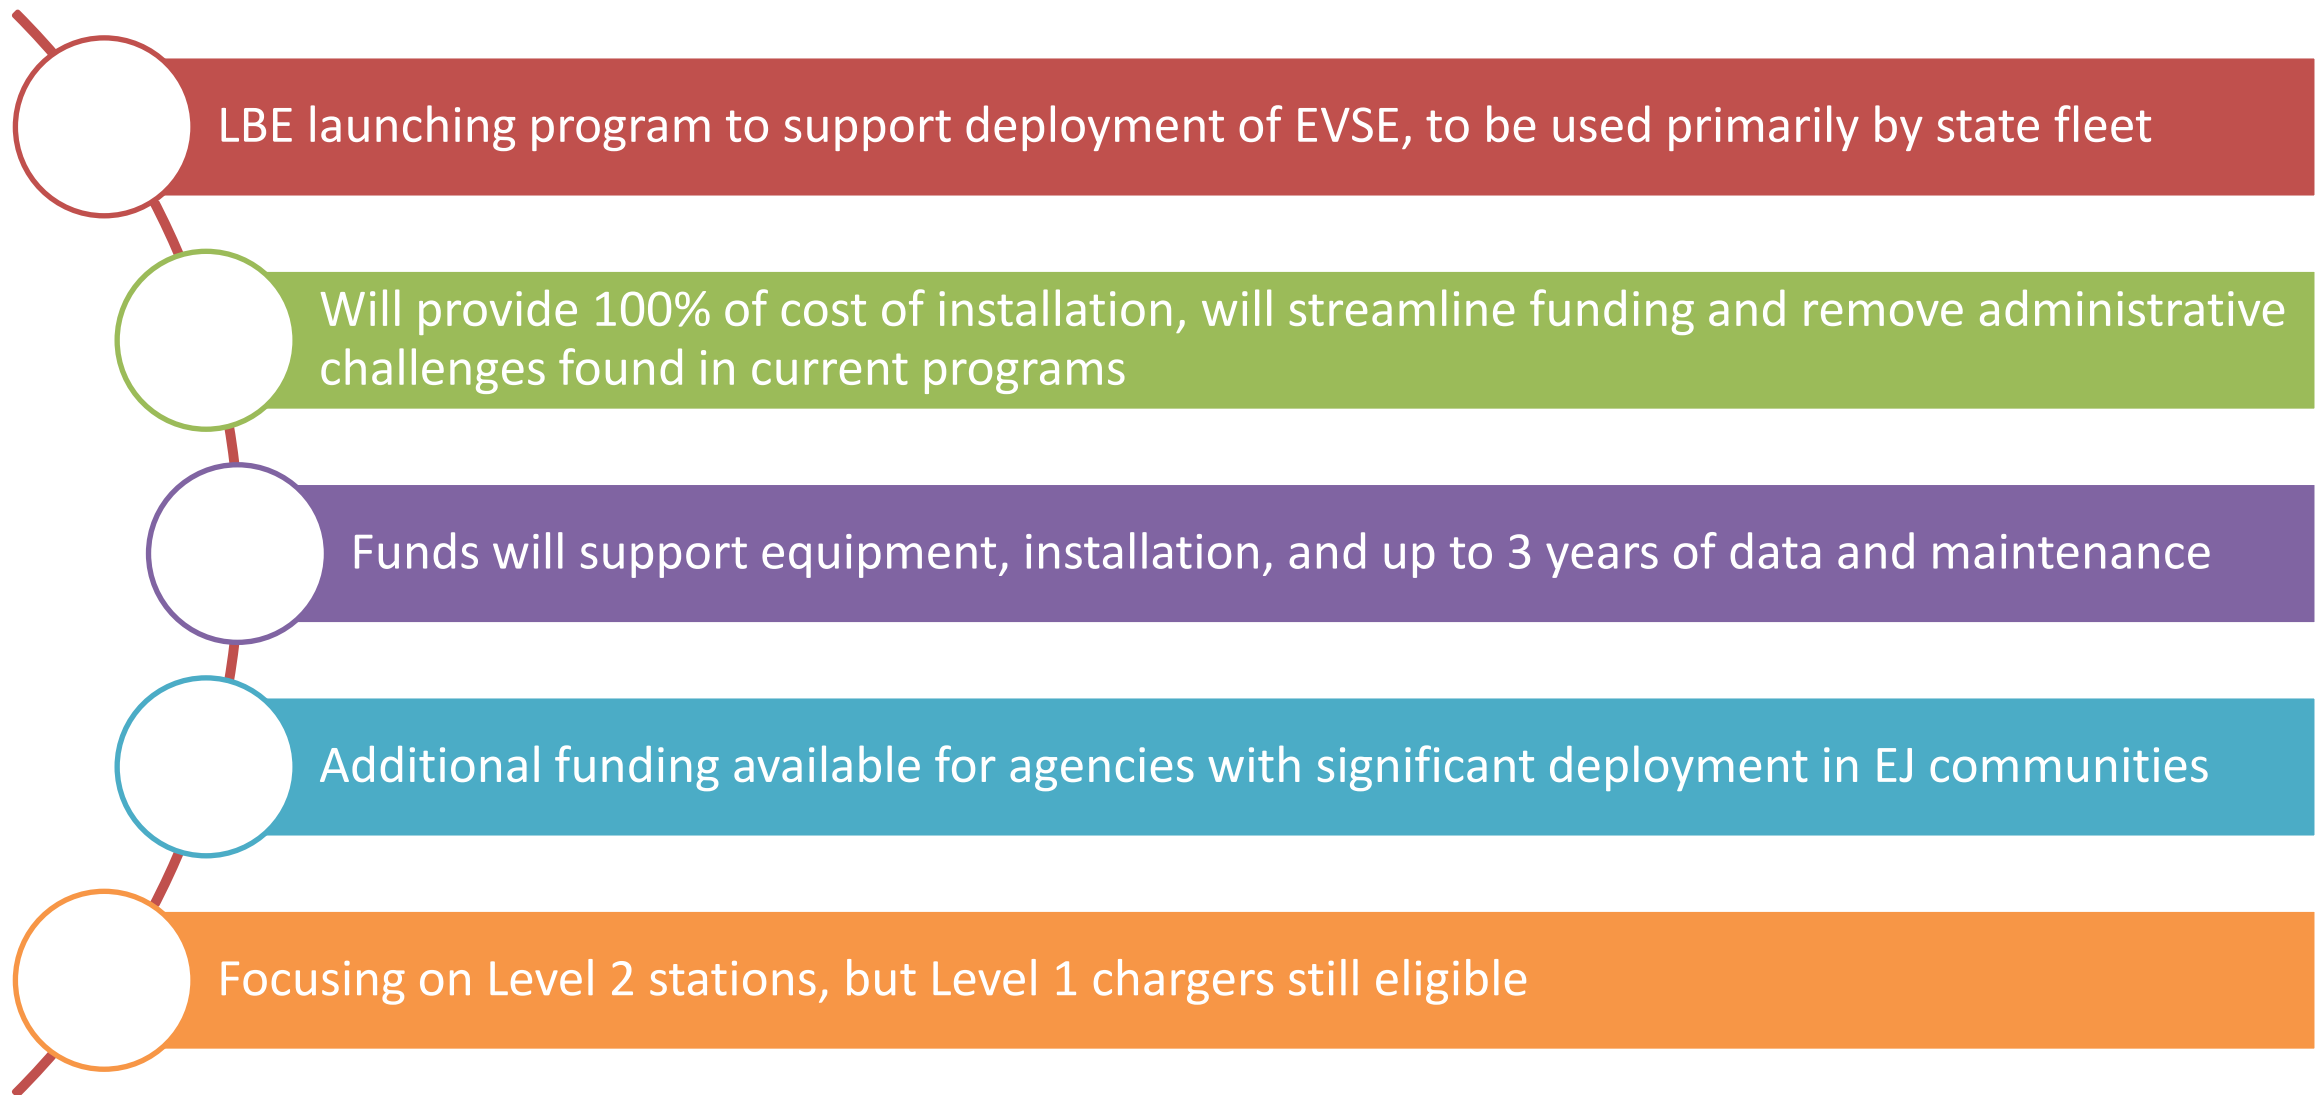 LBE launching program to support deployment of EVSE, to be used primarily by state fleet
Will provide 100% of cost of installation, will streamline funding and remove administrative
challenges found in current programs
Funds will support equipment, installation, and up to 3 years of data and maintenance
Additional funding available for agencies with significant deployment in EJ communities
Focusing on Level 2 stations, but Level 1 chargers still eligible